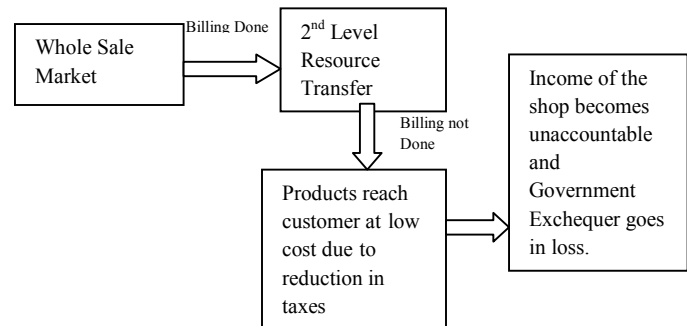 Billing Done
Whole Sale
Market
2nd Level
Resource
Transfer
Billing not
Done
Products reach
customer at low
cost due to
reduction in
taxes
Income of the
shop becomes
unaccountable
and
Government
Exchequer goes
in loss.